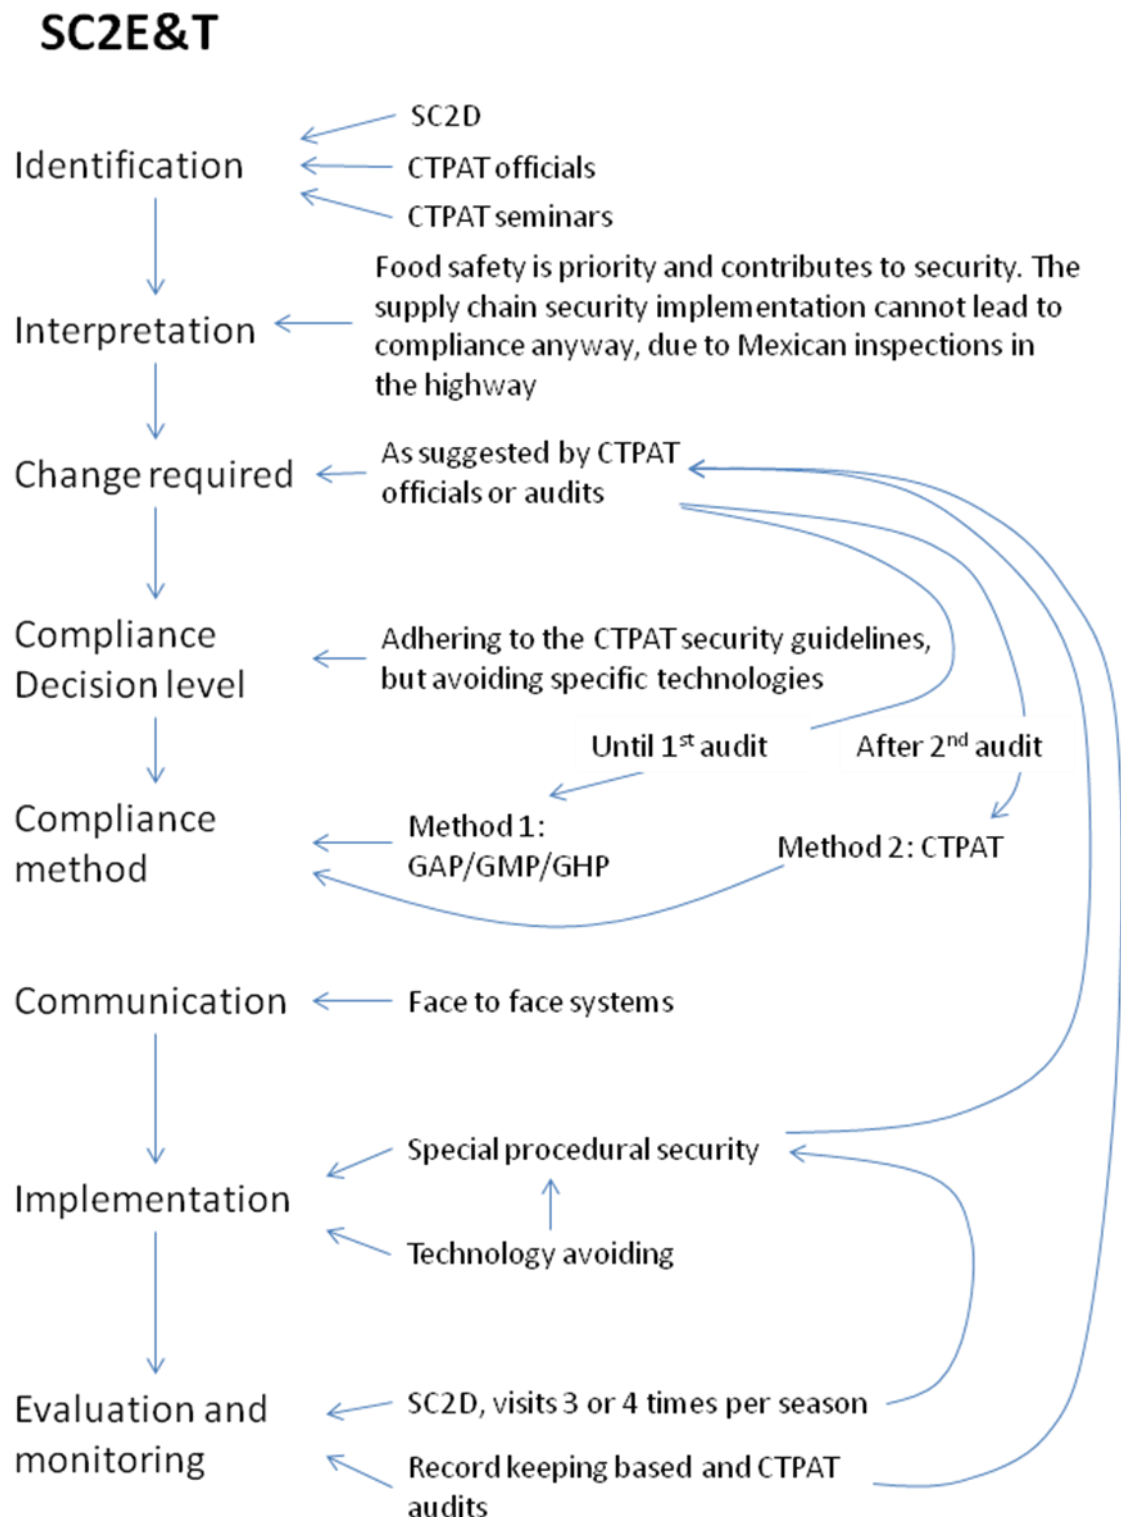 SC2E&T
SC2D
Identification
CTPAT officials
CTPAT seminars
Food safety is priority and contributes to security. The
supply chain security implementation cannot lead to
compliance anyway, due to Mexican inspections in
the highway
Interpretation
As suggested by CTPAT
officials or audits
Change required
Compliance
Decision level
Adhering to the CTPAT security guidelines,
but avoiding specific technologies
Until 1st audit
After 2nd audit
Compliance
method
Method 1:
GAP/GMP/GHP
Method 2: CTPAT
Communication
Face to face systems
Special procedural security
Implementation
Technology avoiding
Evaluation and
monitoring
SC2D, visits 3 or 4 times per season
Record keeping based and CTPAT
audits